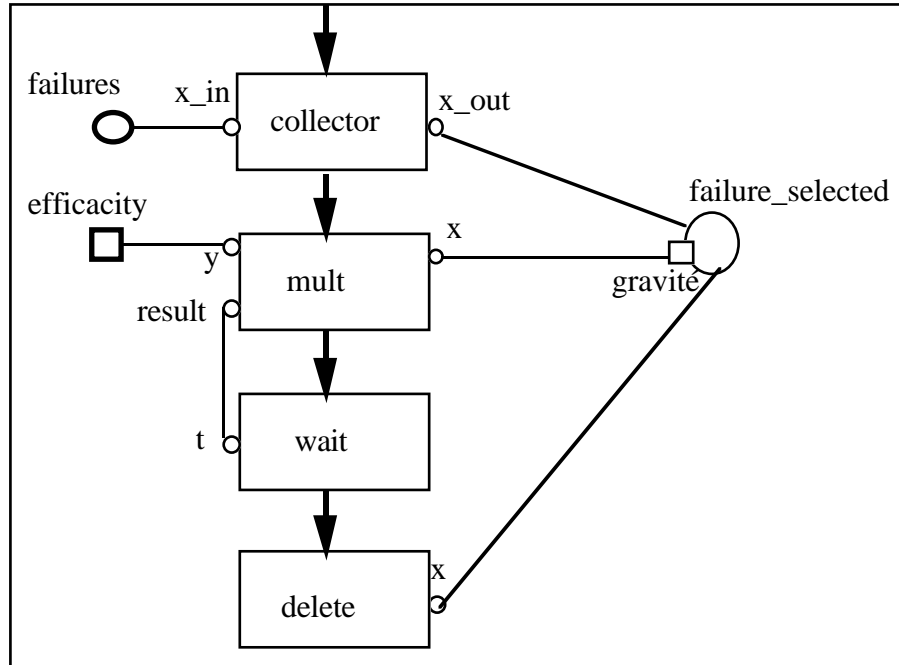 failures
x_in
collector
x_out
failure_selected
efficacity
y
mult
x
gravité
result
t
wait
delete
x